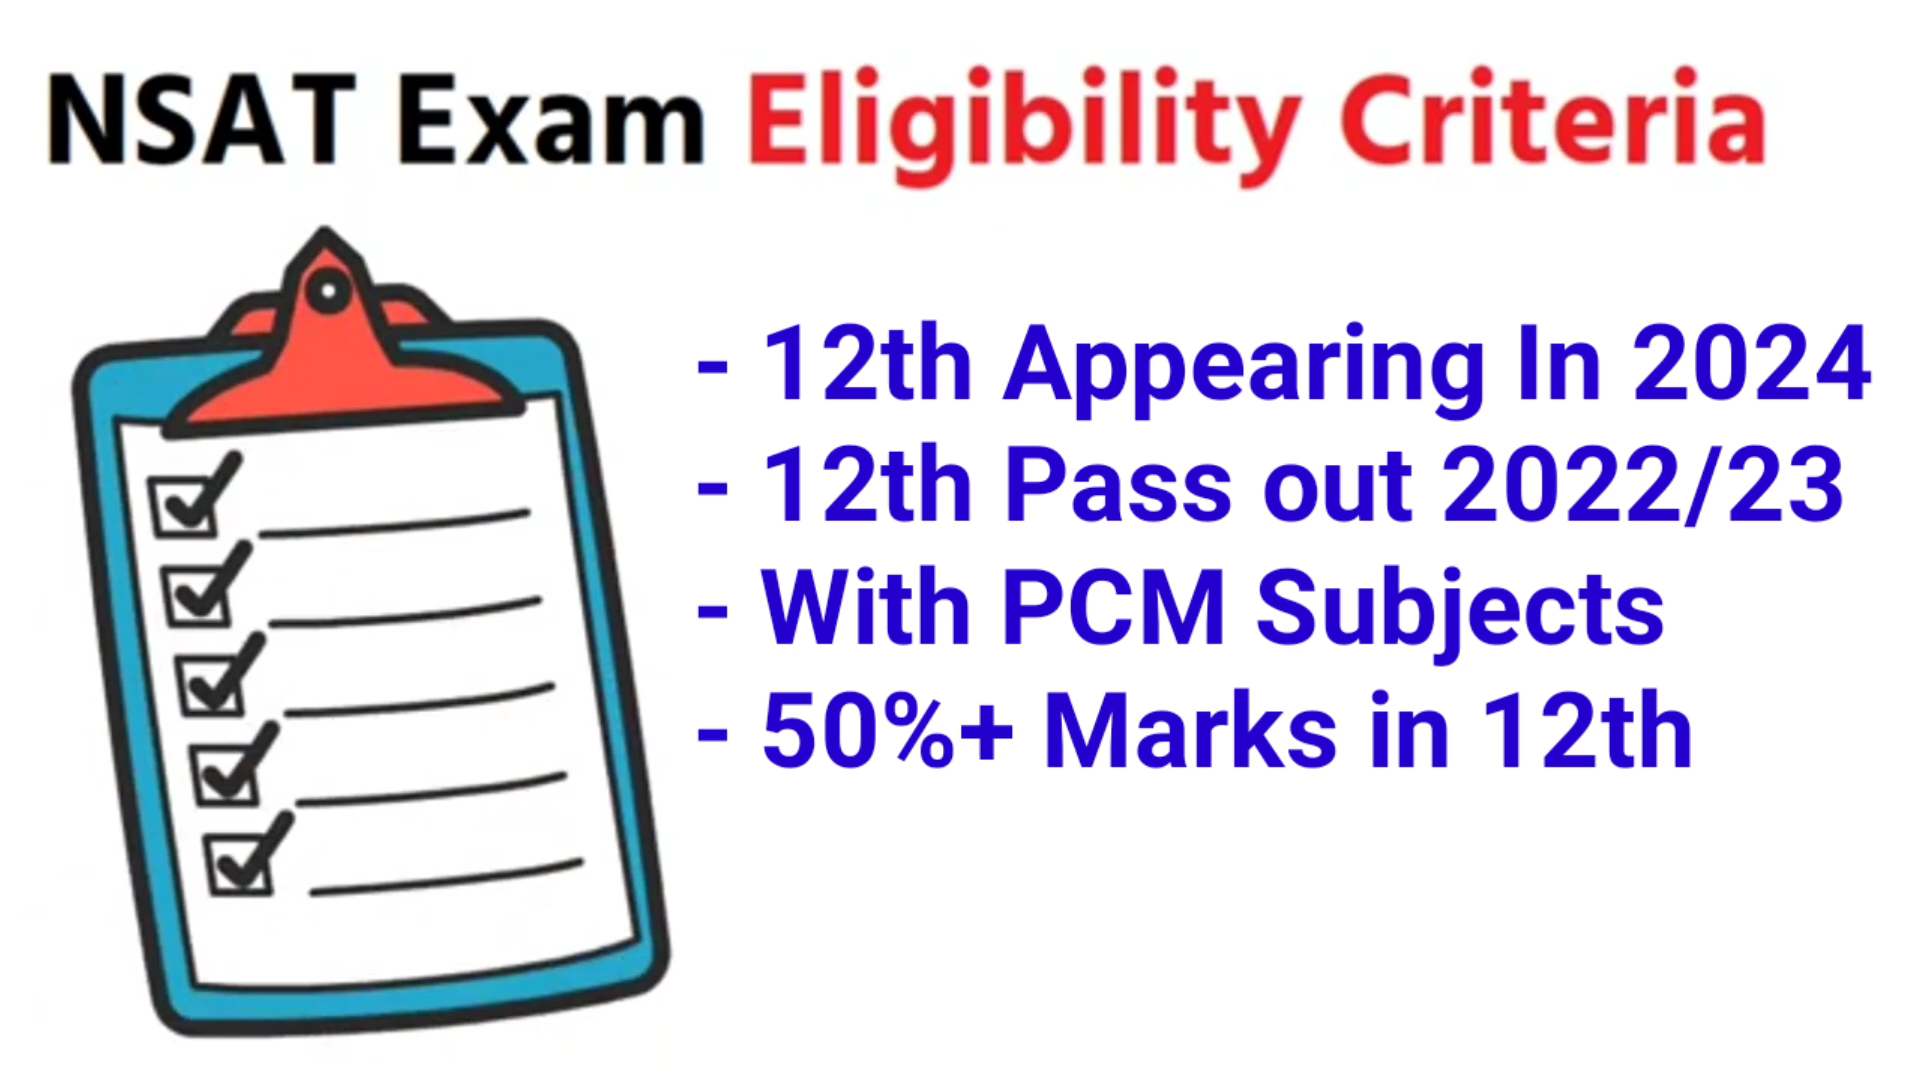 NSAT Exam Eligibility Criteria
- 12th Appearing In 2024
- 12th Pass out 2022/23
- With PCM Subjects
- 50%+ Marks in 12th